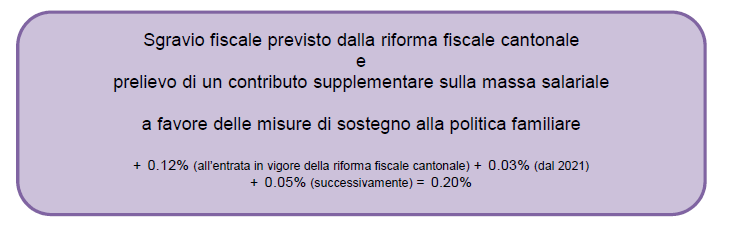 Sgravio fiscale previsto dalla riforma fiscale cantonale
e
prelievo di un contributo supplementare sulla massa salariale
a favore delle misure di sostegno alla politica familiare
+ 0.12% (all'entrata in vigore della riforma fiscale cantonale) + 0.03% (dal 2021)
+ 0.05% (successivamente) = 0.20%